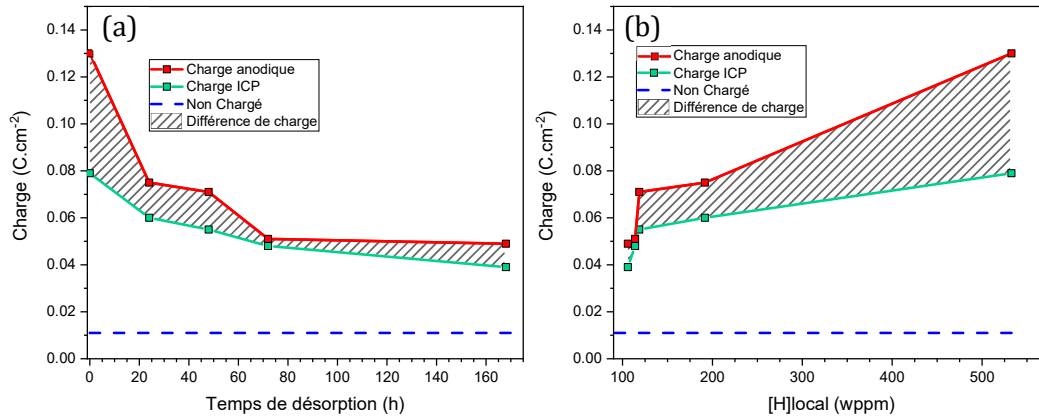 (a)
0.14
0.12
0.10
0.08
0.06
0.04
0.02
0.00
Charge (C.cm-2)
Charge anodique
Charge ICP
Non Chargé
Différence de charge
0 20 40 60 80 100 120 140 160
Temps de désorption (h)
(b)
0.14
0.12
0.10
0.08
0.06
0.04
0.02
0.00
Charge (C.cm-2)
Charge anodique
Charge ICP
Non Chargé
Différence de charge
100 200 300 400 500
[H]local (wppm)